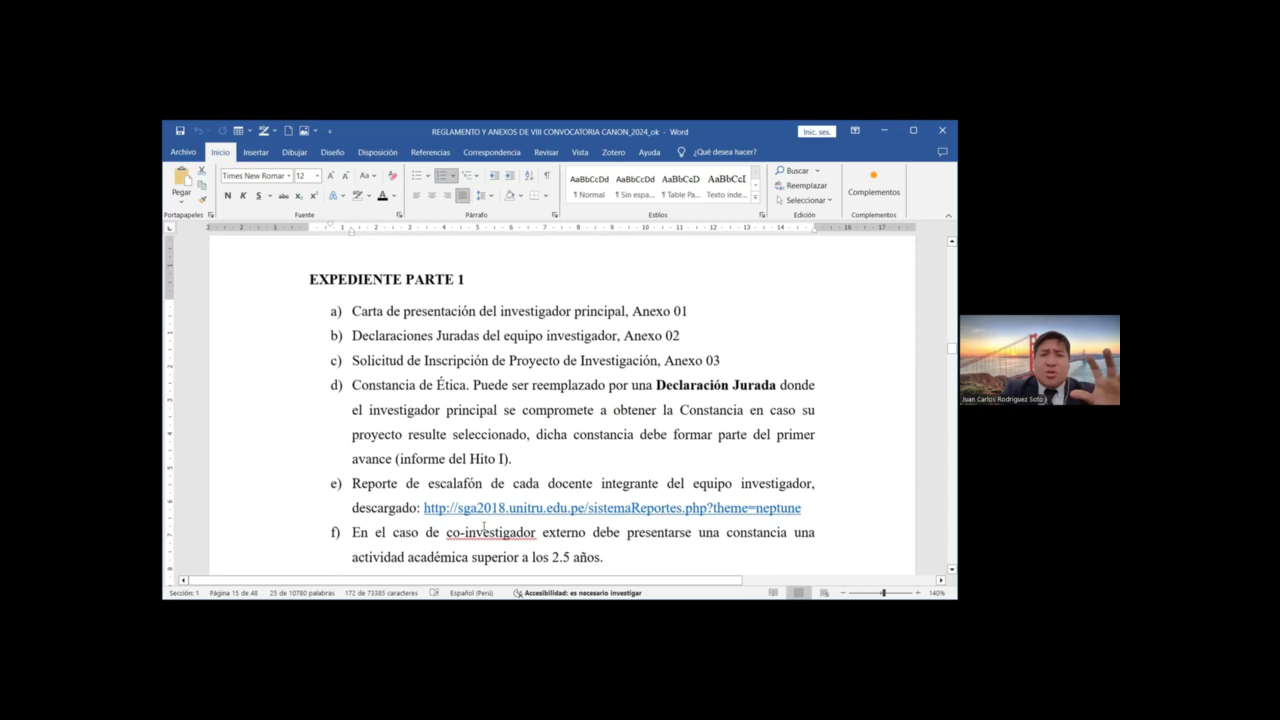 REGLAMENTO Y ANEXOS DE VIII CONVOCATORIA CANON_2024_ok - Word
Inic. ses.
Archivo Inicio Insertar Dibujar Diseño Disposición Referencias Correspondencia Revisar Vista Zotero Ayuda ¿Qué desea hacer?
Pegar
Times New Romar 12
N K S abc x₂ x²
AaBbCcDd AaBbCcDd AaBbCcD AaBbCcI
¶ Normal ¶ Sin espa... ¶ Table Pa... Texto inde...
Buscar
Reemplazar
Seleccionar
Complementos
Portapapeles Fuente Párrafo Estilos Edición Complementos
EXPEDIENTE PARTE 1
a) Carta de presentación del investigador principal, Anexo 01
b) Declaraciones Juradas del equipo investigador, Anexo 02
c) Solicitud de Inscripción de Proyecto de Investigación, Anexo 03
d) Constancia de Ética. Puede ser reemplazado por una Declaración Jurada donde
el investigador principal se compromete a obtener la Constancia en caso su
proyecto resulte seleccionado, dicha constancia debe formar parte del primer
avance (informe del Hito I).
e) Reporte de escalafón de cada docente integrante del equipo investigador,
descargado: http://sga2018.unitru.edu.pe/sistemaReportes.php?theme=neptune
f) En el caso de co-investigador externo debe presentarse una constancia una
actividad académica superior a los 2.5 años.
Sección: 1 Página 15 de 48 25 de 10780 palabras 172 de 73385 caracteres Español (Perú) Accesibilidad: es necesario investigar 140%
Juan Carlos Rodriguez Soto